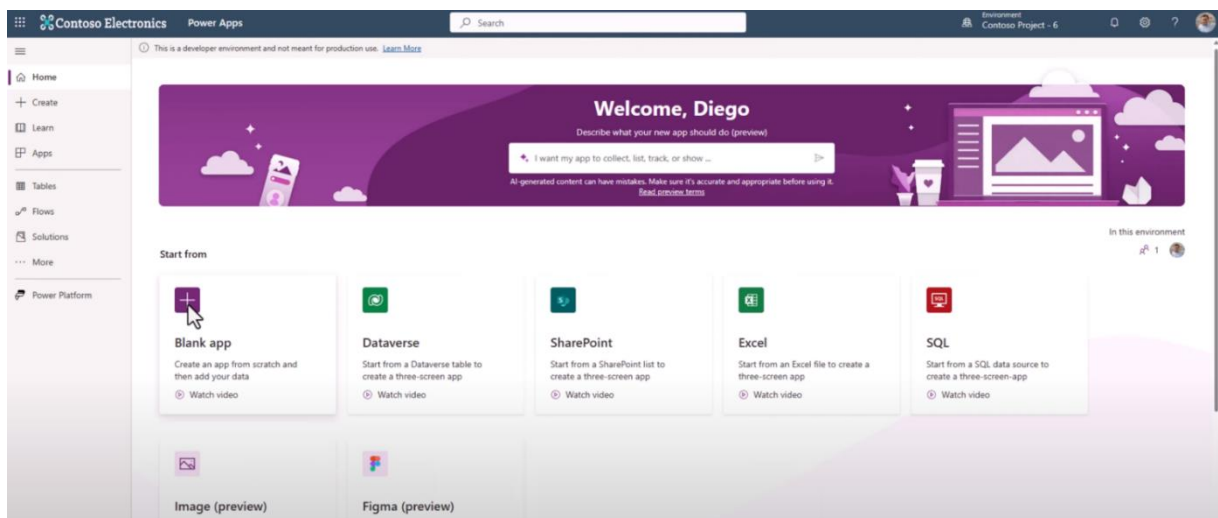 Contoso Electronics Power Apps
Search
Environment
Contoso Project - 6
?
This is a developer environment and not meant for production use. Learn More
Home
Create
Learn
Apps
Tables
Flows
Solutions
More
Power Platform
Welcome, Diego
Describe what your new app should do (preview)
I want my app to collect, list, track, or show ...
AI-generated content can have mistakes. Make sure it's accurate and appropriate before using it.
Read preview terms
In this environment
1
Start from
Blank app
Create an app from scratch and
then add your data
Watch video
Dataverse
Start from a Dataverse table to
create a three-screen app
Watch video
SharePoint
Start from a SharePoint list to
create a three-screen app
Watch video
Excel
Start from an Excel file to create a
three-screen app
Watch video
SQL
SQL
Start from a SQL data source to
create a three-screen-app
Watch video
Image (preview)
Figma (preview)